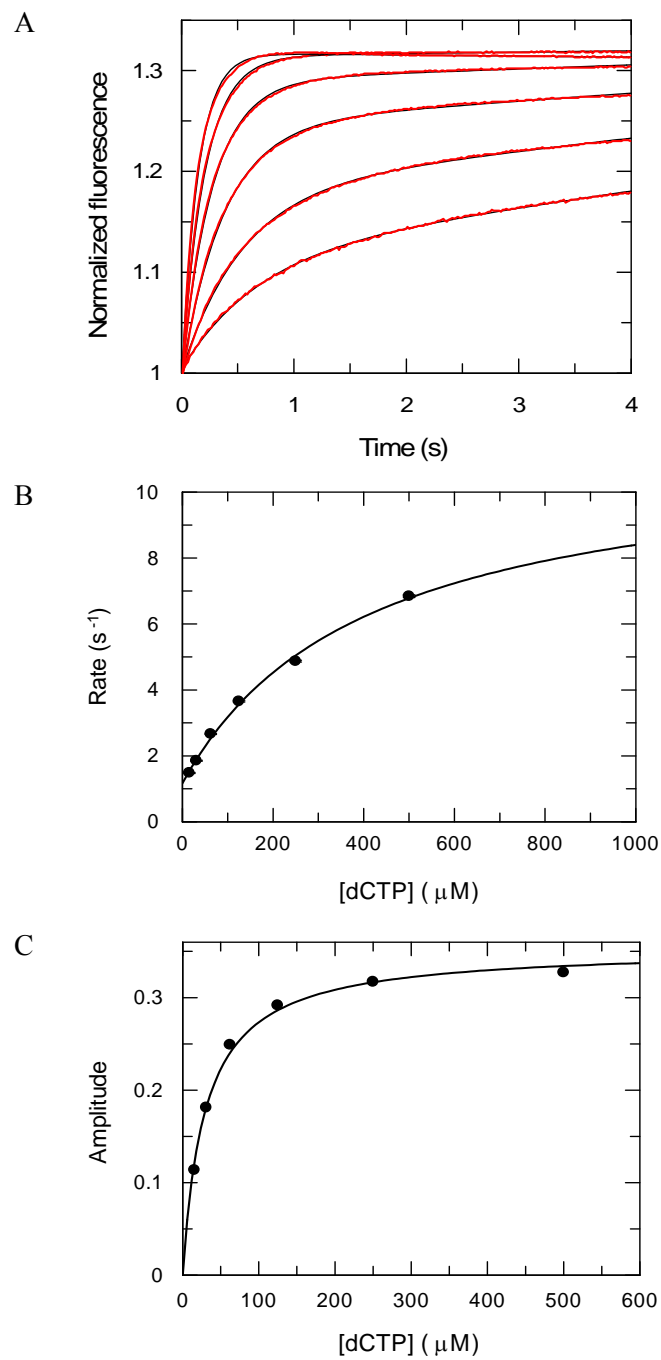 A
1.3
1.2
1.1
1
Normalized fluorescence
0 1 2 3 4
Time (s)
B
10
8
6
4
2
0
Rate (s⁻¹)
0 200 400 600 800 1000
[dCTP] ( μM)
C
0.3
0.2
0.1
0
Amplitude
0 100 200 300 400 500 600
[dCTP] ( μM)